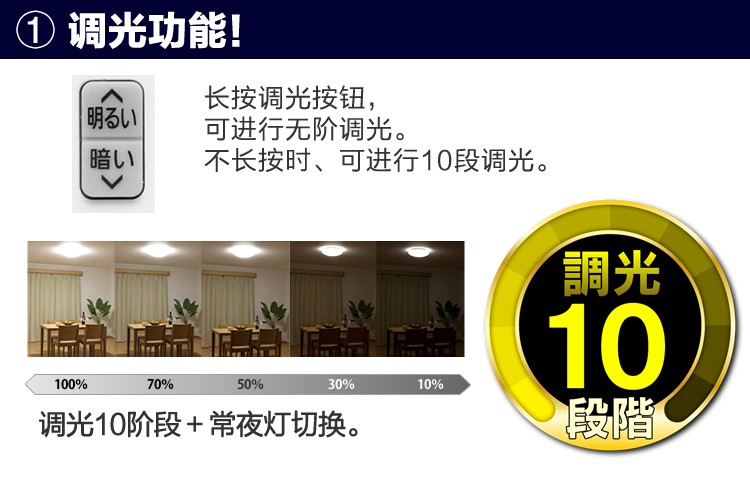 ① 调光功能!
明るい
暗い
长按调光按钮，
可进行无阶调光。
不长按时、可进行10段调光。
調光
10
段階
100% 70% 50% 30% 10%
调光10阶段＋常夜灯切换。